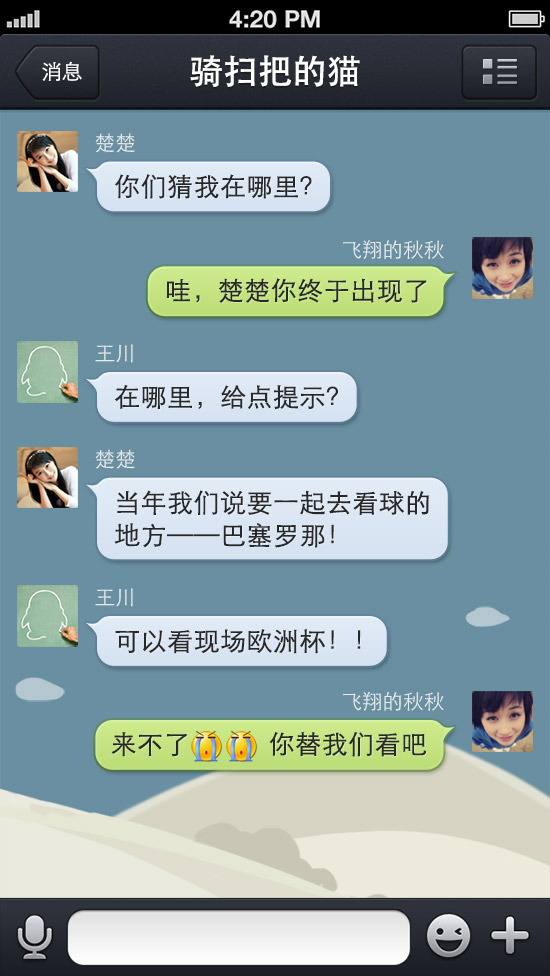 4:20 PM
消息
骑扫把的猫
楚楚
你们猜我在哪里？
飞翔的秋秋
哇，楚楚你终于出现了
王川
在哪里，给点提示？
楚楚
当年我们说要一起去看球的
地方——巴塞罗那！
王川
可以看现场欧洲杯！！
飞翔的秋秋
来不了😭😭 你替我们看吧